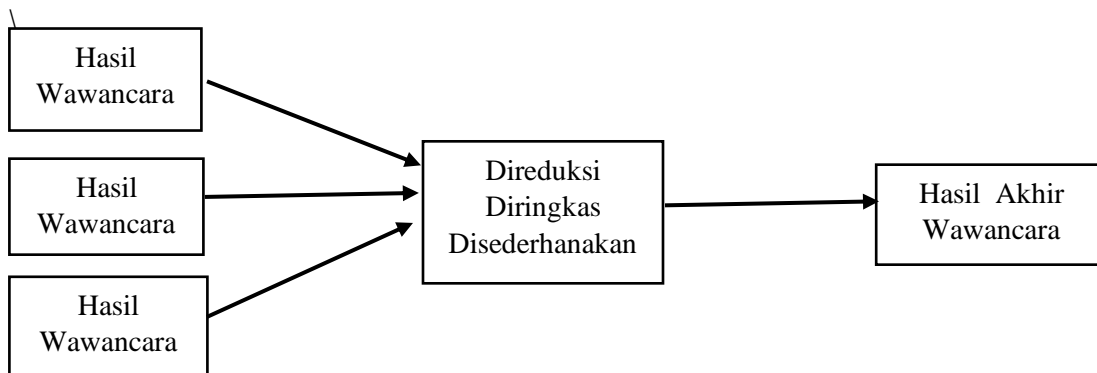 \
Hasil
Wawancara
Hasil
Wawancara
Hasil
Wawancara
Direduksi
Diringkas
Disederhanakan
Hasil Akhir
Wawancara